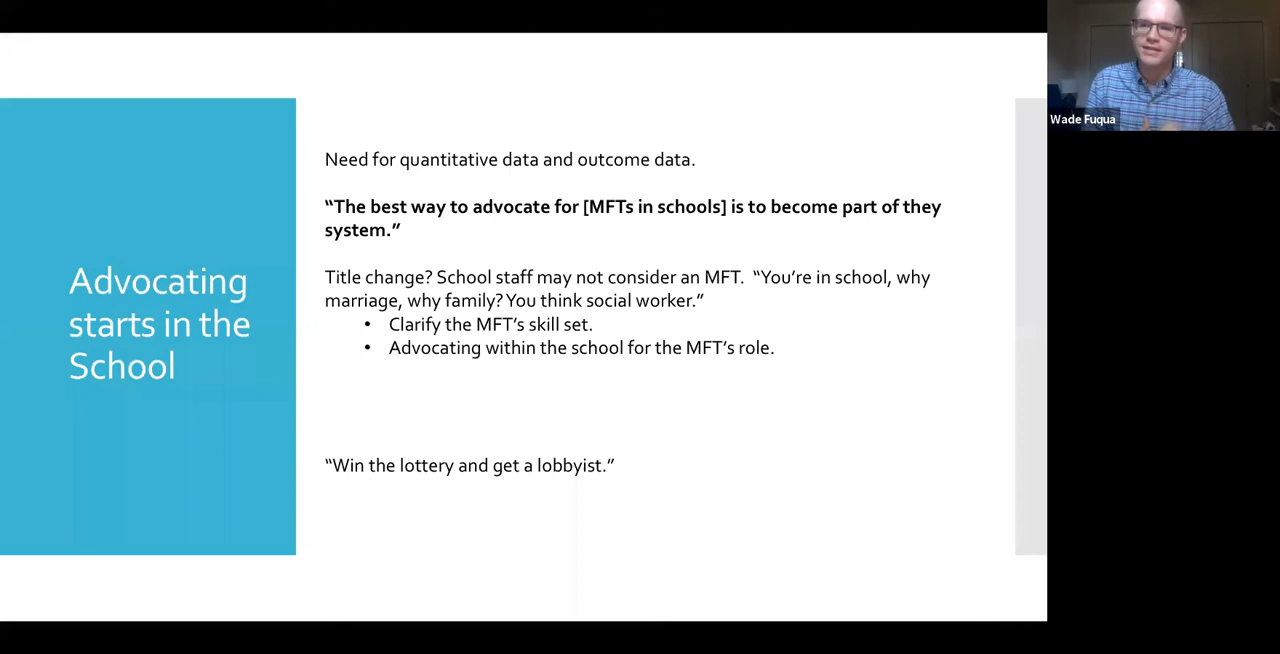 Advocating
starts in the
School
Need for quantitative data and outcome data.
“The best way to advocate for [MFTs in schools] is to become part of they
system.”
Title change? School staff may not consider an MFT.  “You’re in school, why
marriage, why family? You think social worker.”
• Clarify the MFT’s skill set.
• Advocating within the school for the MFT’s role.
“Win the lottery and get a lobbyist.”
Wade Fuqua